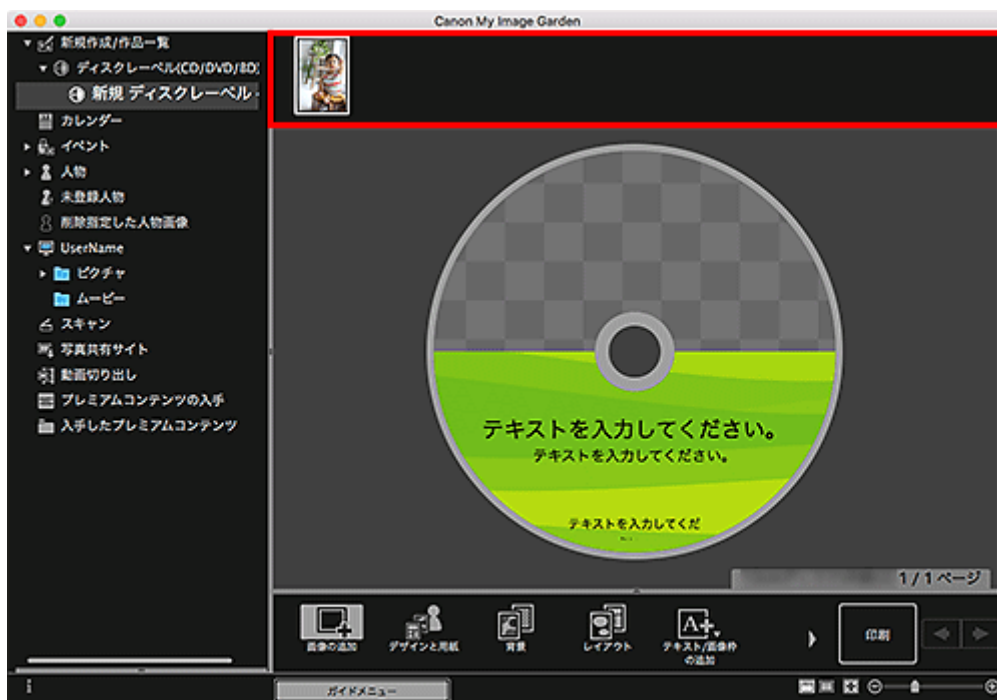 Canon My Image Garden
新規作成/作品一覧
ディスクレーベル(CD/DVD/BD)
新規 ディスクレーベル
カレンダー
イベント
人物
未登録人物
削除指定した人物画像
UserName
ピクチャ
ムービー
スキャン
写真共有サイト
動画切り出し
プレミアムコンテンツの入手
入手したプレミアムコンテンツ
テキストを入力してください。
テキストを入力してください。
テキストを入力してくだ
1 / 1 ページ
画像の追加
デザインと用紙
背景
レイアウト
テキスト/画像枠
の追加
印刷
ガイドメニュー